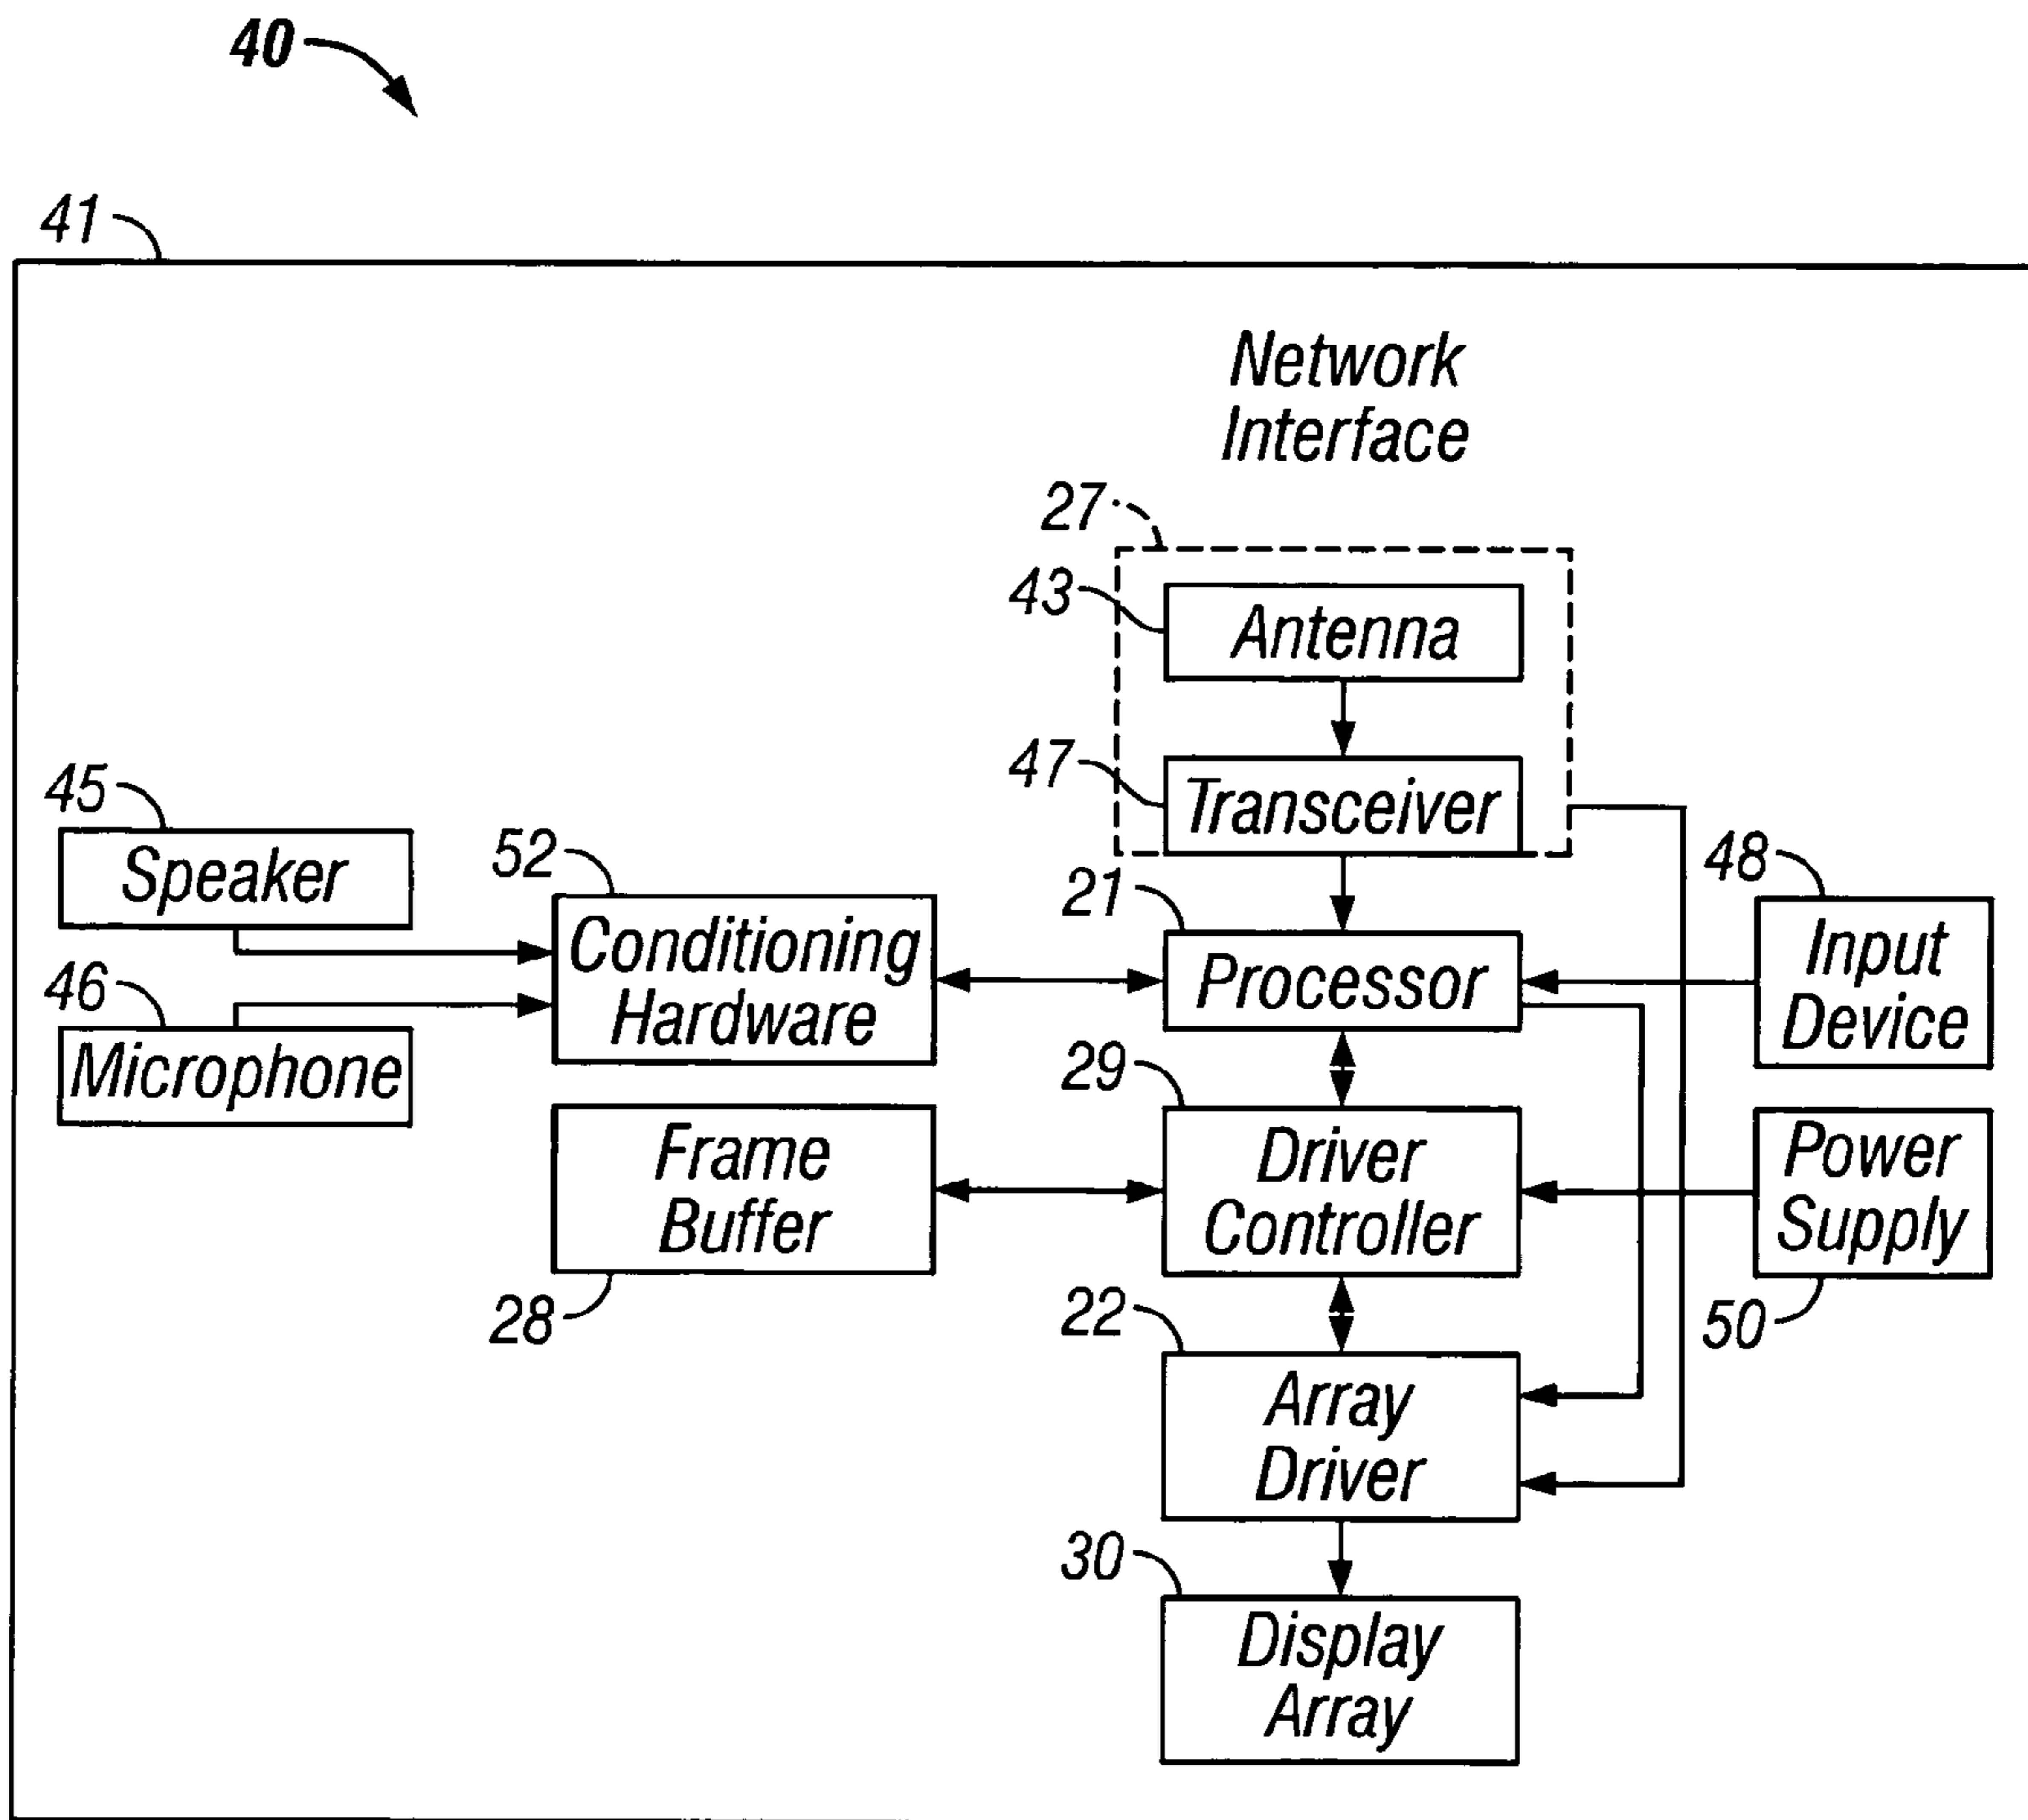 40
41
Network
Interface
27
43
Antenna
47
Transceiver
45
Speaker
52
Conditioning
Hardware
21
Processor
48
Input
Device
46
Microphone
29
Driver
Controller
Frame
Buffer
28
Power
Supply
50
22
Array
Driver
30
Display
Array